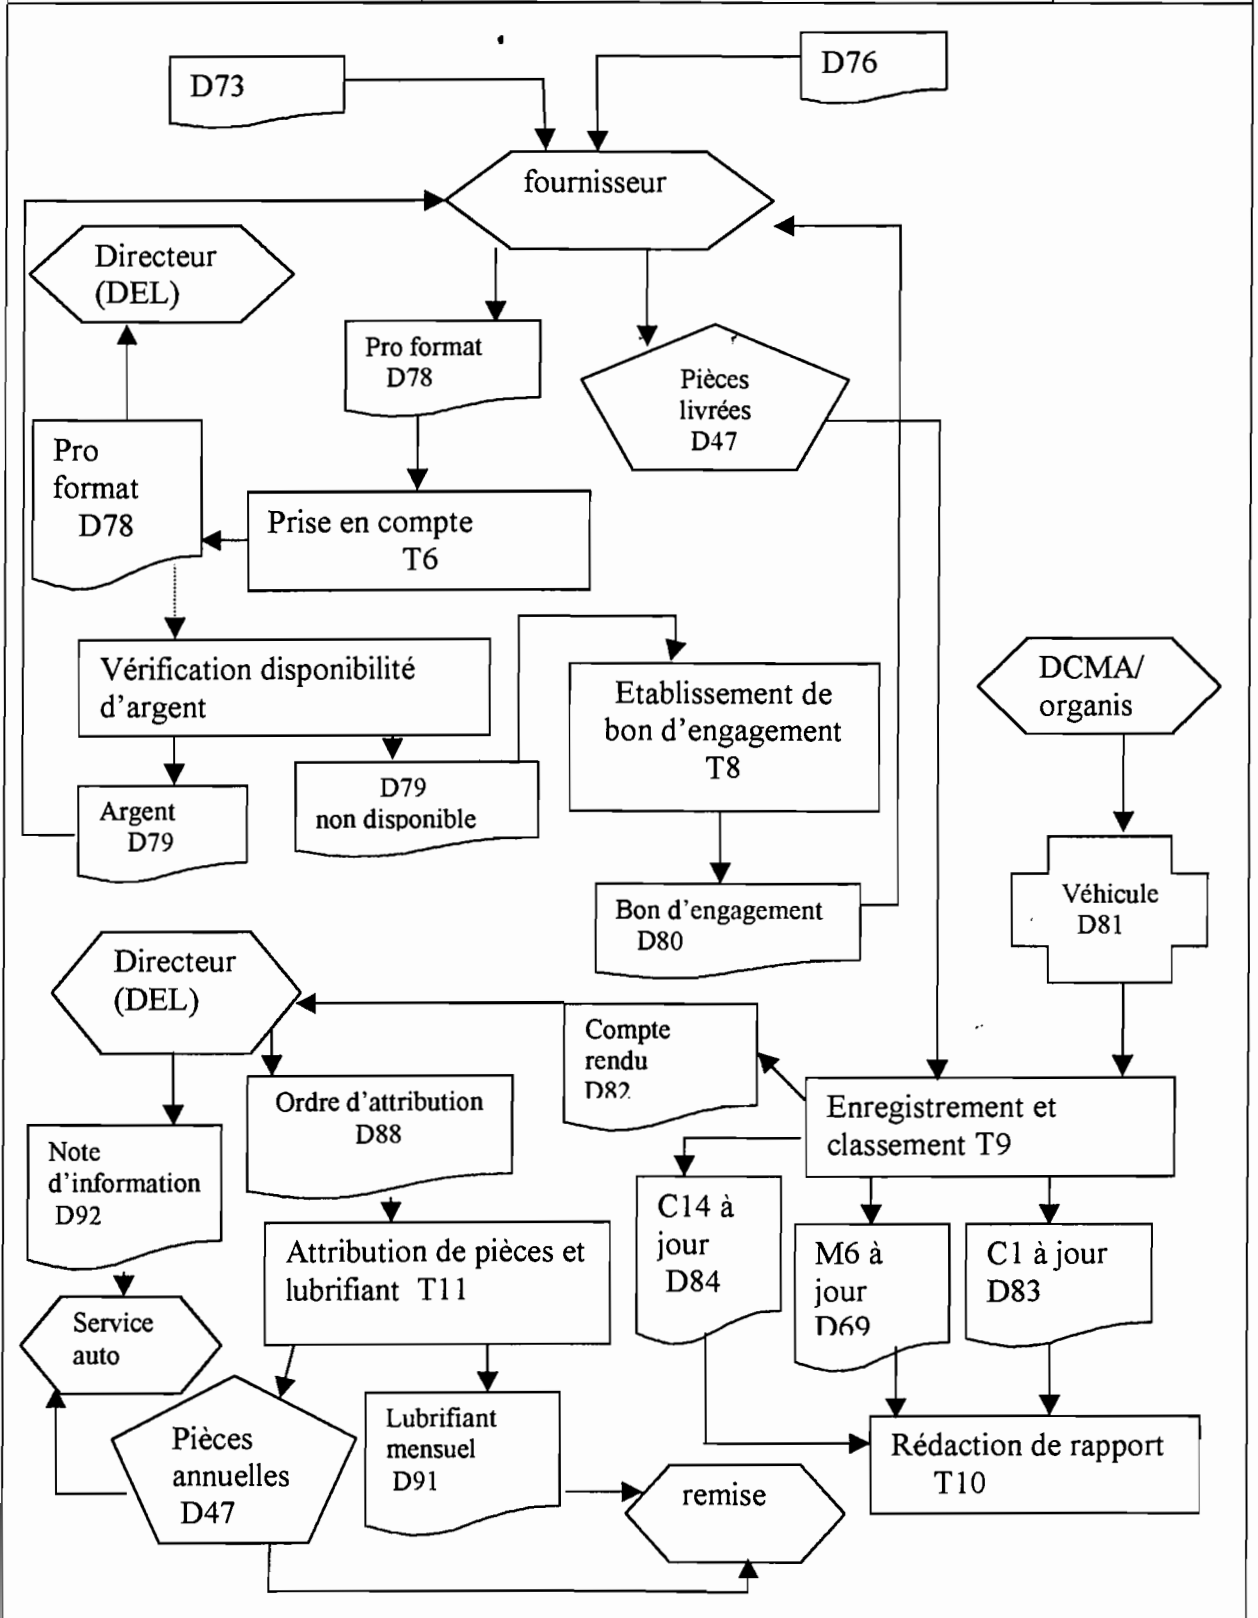 D73
D76
fournisseur
Directeur
(DEL)
Pro format
D78
Pièces
livrées
D47
Pro
format
D78
Prise en compte
T6
Vérification disponibilité
d'argent
Etablissement de
bon d'engagement
T8
DCMA/
organis
D79
non disponible
Argent
D79
Véhicule
D81
Bon d'engagement
D80
Directeur
(DEL)
Compte
rendu
D82
Ordre d'attribution
D88
Enregistrement et
classement T9
Note
d'information
D92
C14 à
jour
D84
M6 à
jour
D69
C1 à jour
D83
Attribution de pièces et
lubrifiant T11
Service
auto
Pièces
annuelles
D47
Lubrifiant
mensuel
D91
remise
Rédaction de rapport
T10